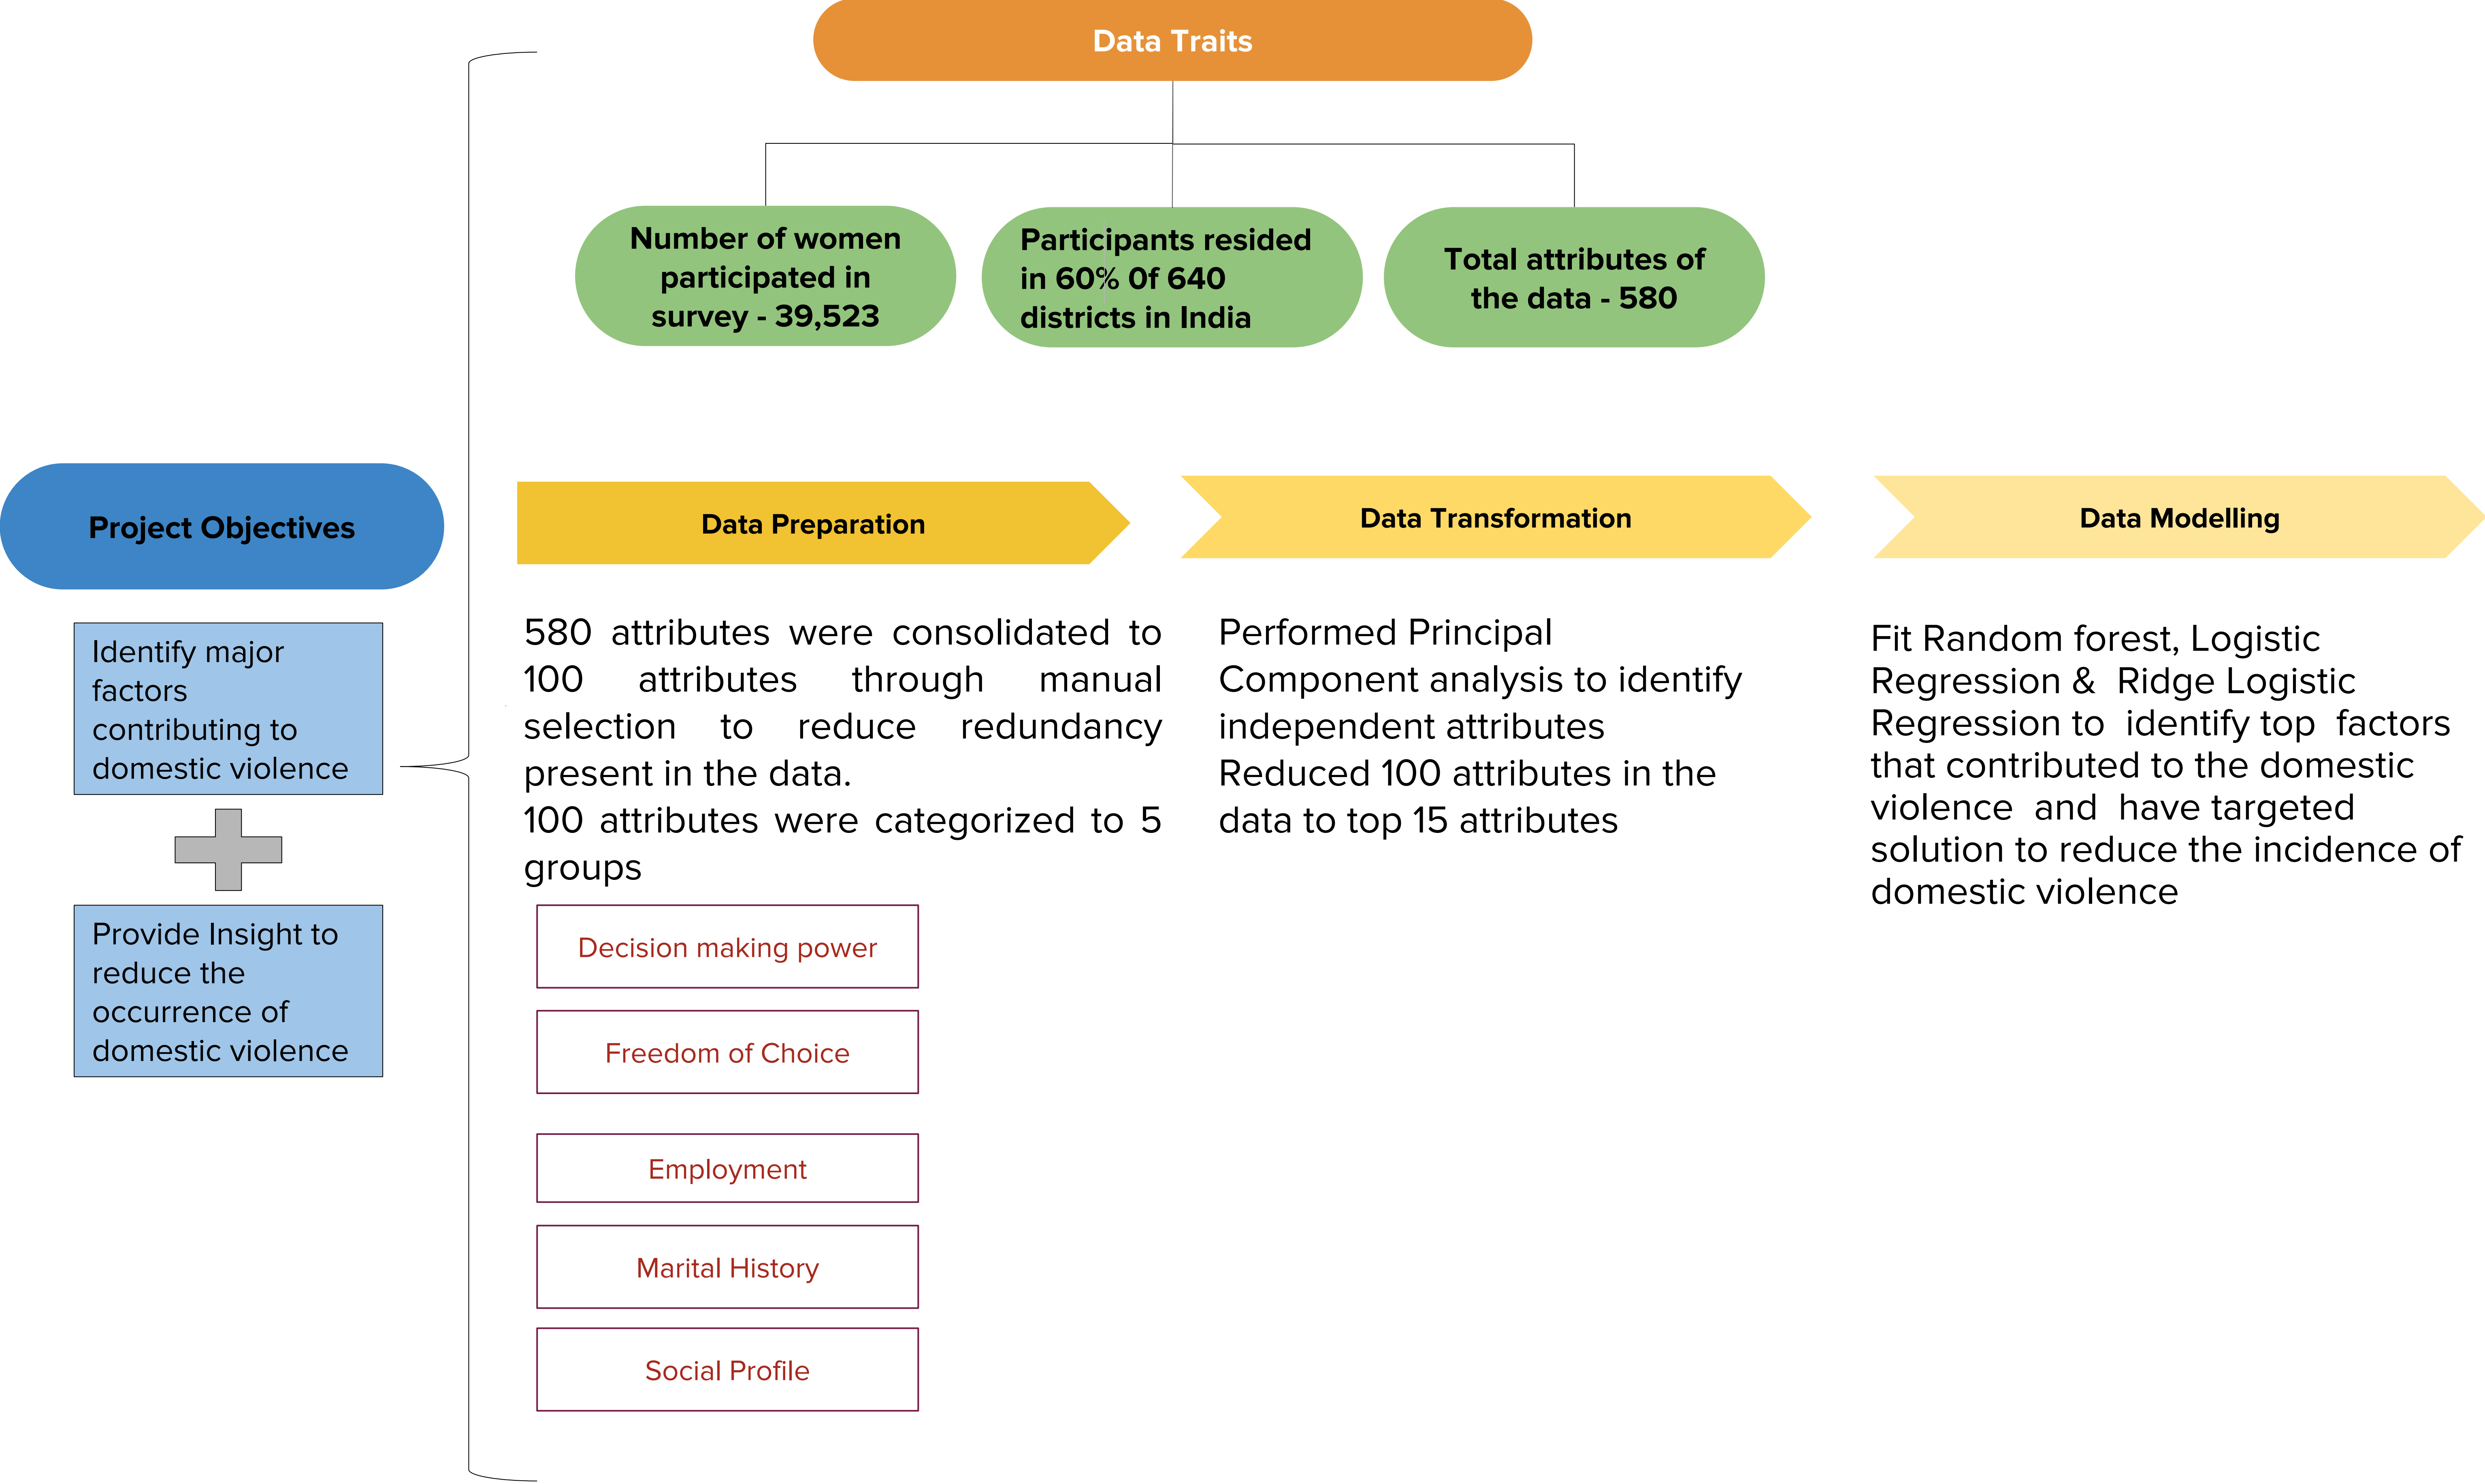 Data Traits
Number of women
participated in
survey - 39,523
Participants resided
in 60% 0f 640
districts in India
Total attributes of
the data - 580
Project Objectives
Identify major
factors
contributing to
domestic violence
Provide Insight to
reduce the
occurrence of
domestic violence
Data Preparation
580 attributes were consolidated to
100 attributes through manual
selection to reduce redundancy
present in the data.
100 attributes were categorized to 5
groups
Decision making power
Freedom of Choice
Employment
Marital History
Social Profile
Data Transformation
Performed Principal
Component analysis to identify
independent attributes
Reduced 100 attributes in the
data to top 15 attributes
Data Modelling
Fit Random forest, Logistic
Regression & Ridge Logistic
Regression to identify top factors
that contributed to the domestic
violence and have targeted
solution to reduce the incidence of
domestic violence